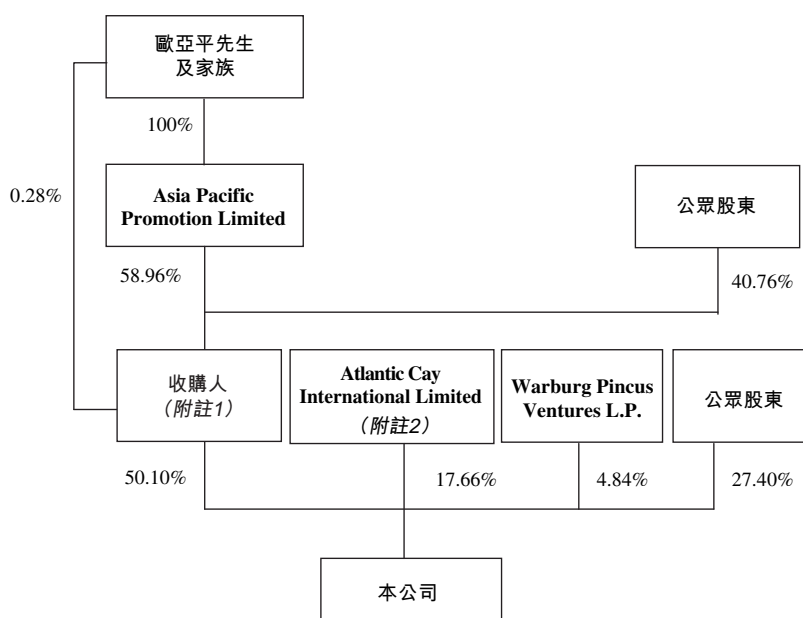 歐亞平先生
及家族
100%
0.28%
Asia Pacific
Promotion Limited
公眾股東
58.96%
40.76%
收購人
（附註1）
Atlantic Cay
International Limited
（附註2）
Warburg Pincus
Ventures L.P.
公眾股東
50.10%
17.66%
4.84%
27.40%
本公司